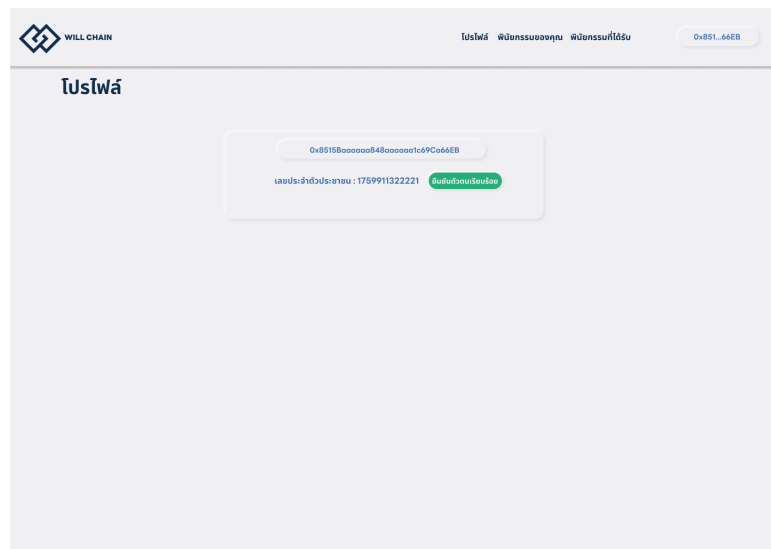 WILL CHAIN
โปรไฟล์ พินัยกรรมของคุณ พินัยกรรมที่ได้รับ 0x851...66EB
โปรไฟล์
0x8515Baaaaaa848aaaaaa1c69Ca66EB
เลขประจำตัวประชาชน : 1759911322221 ยืนยันตัวตนเรียบร้อย